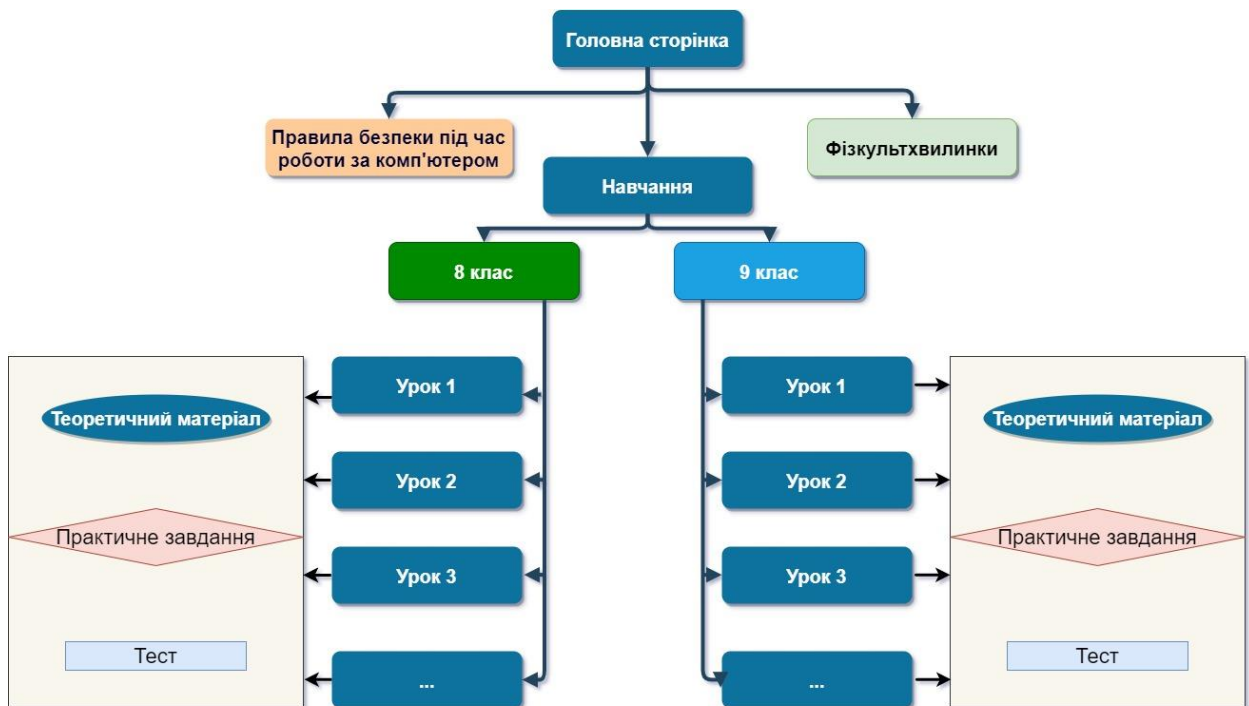 Головна сторінка
Правила безпеки під час
роботи за комп'ютером
Фізкультхвилинки
Навчання
8 клас
9 клас
Урок 1
Урок 1
Теоретичний матеріал
Теоретичний матеріал
Урок 2
Урок 2
Практичне завдання
Практичне завдання
Урок 3
Урок 3
Тест
Тест
...
...